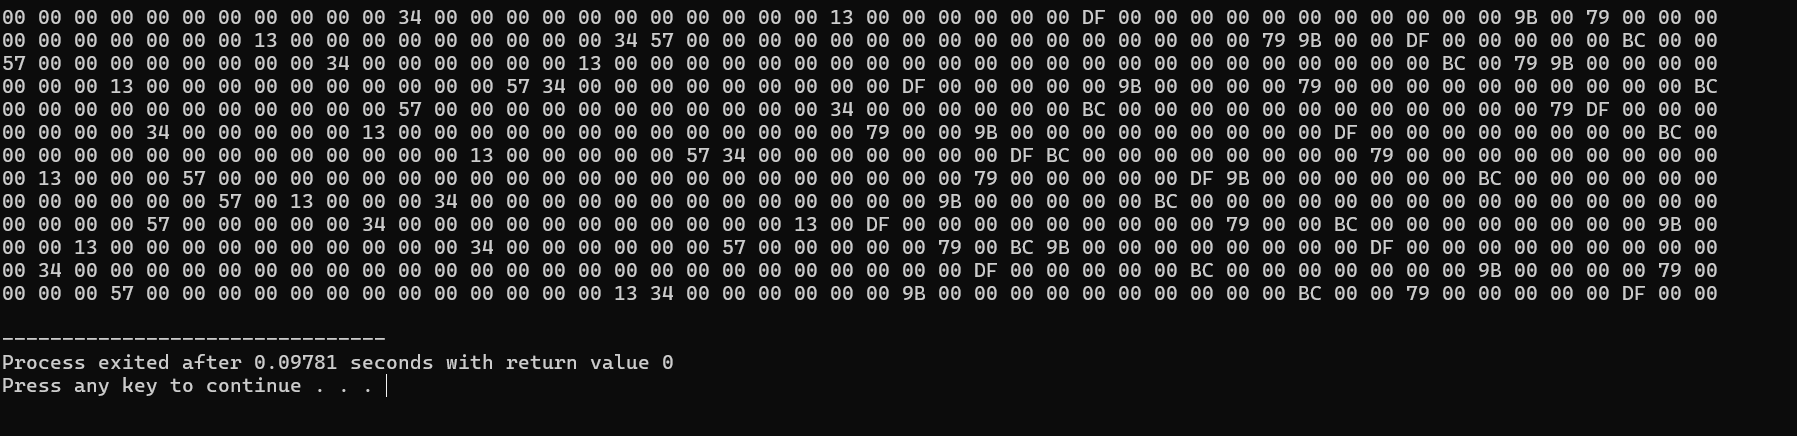 00 00 00 00 00 00 00 00 00 00 00 34 00 00 00 00 00 00 00 00 00 00 00 13 00 00 00 00 00 00 DF 00 00 00 00 00 00 00 00 00 00 00 9B 00 79 00 00 00
00 00 00 00 00 00 00 13 00 00 00 00 00 00 00 00 00 34 57 00 00 00 00 00 00 00 00 00 00 00 00 00 00 00 00 79 9B 00 00 DF 00 00 00 00 00 BC 00 00
57 00 00 00 00 00 00 00 00 34 00 00 00 00 00 00 13 00 00 00 00 00 00 00 00 00 00 00 00 00 00 00 00 00 00 00 00 00 00 00 BC 00 79 9B 00 00 00 00
00 00 00 13 00 00 00 00 00 00 00 00 00 00 57 34 00 00 00 00 00 00 00 00 00 DF 00 00 00 00 00 9B 00 00 00 00 79 00 00 00 00 00 00 00 00 00 00 BC
00 00 00 00 00 00 00 00 00 00 00 57 00 00 00 00 00 00 00 00 00 00 00 34 00 00 00 00 00 00 BC 00 00 00 00 00 00 00 00 00 00 00 00 79 DF 00 00 00
00 00 00 00 34 00 00 00 00 00 13 00 00 00 00 00 00 00 00 00 00 00 00 00 79 00 00 9B 00 00 00 00 00 00 00 00 00 DF 00 00 00 00 00 00 00 00 BC 00
00 00 00 00 00 00 00 00 00 00 00 00 00 13 00 00 00 00 00 57 34 00 00 00 00 00 00 00 DF BC 00 00 00 00 00 00 00 00 79 00 00 00 00 00 00 00 00 00
00 13 00 00 00 57 00 00 00 00 00 00 00 00 00 00 00 00 00 00 00 00 00 00 00 00 00 79 00 00 00 00 00 DF 9B 00 00 00 00 00 00 BC 00 00 00 00 00 00
00 00 00 00 00 00 57 00 13 00 00 00 34 00 00 00 00 00 00 00 00 00 00 00 00 00 9B 00 00 00 00 00 BC 00 00 00 00 00 00 00 00 00 00 00 00 00 00 00
00 00 00 00 57 00 00 00 00 00 34 00 00 00 00 00 00 00 00 00 00 00 13 00 DF 00 00 00 00 00 00 00 00 00 79 00 00 BC 00 00 00 00 00 00 00 00 9B 00
00 00 13 00 00 00 00 00 00 00 00 00 00 34 00 00 00 00 00 00 57 00 00 00 00 00 79 00 BC 9B 00 00 00 00 00 00 00 00 DF 00 00 00 00 00 00 00 00 00
00 34 00 00 00 00 00 00 00 00 00 00 00 00 00 00 00 00 00 00 00 00 00 00 00 00 00 DF 00 00 00 00 00 BC 00 00 00 00 00 00 00 9B 00 00 00 00 79 00
00 00 00 57 00 00 00 00 00 00 00 00 00 00 00 00 00 13 34 00 00 00 00 00 00 9B 00 00 00 00 00 00 00 00 00 00 BC 00 00 79 00 00 00 00 00 DF 00 00
--------------------------------
Process exited after 0.09781 seconds with return value 0
Press any key to continue . . .